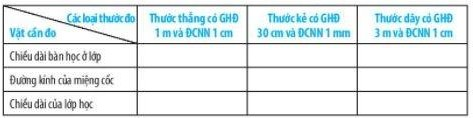 Các loại thước đo
Vật cần đo
Thước thẳng có GHĐ
1 m và ĐCNN 1 cm
Thước kẻ có GHĐ
30 cm và ĐCNN 1 mm
Thước dây có GHĐ
3 m và ĐCNN 1 cm
Chiều dài bàn học ở lớp
Đường kính của miệng cốc
Chiều dài của lớp học